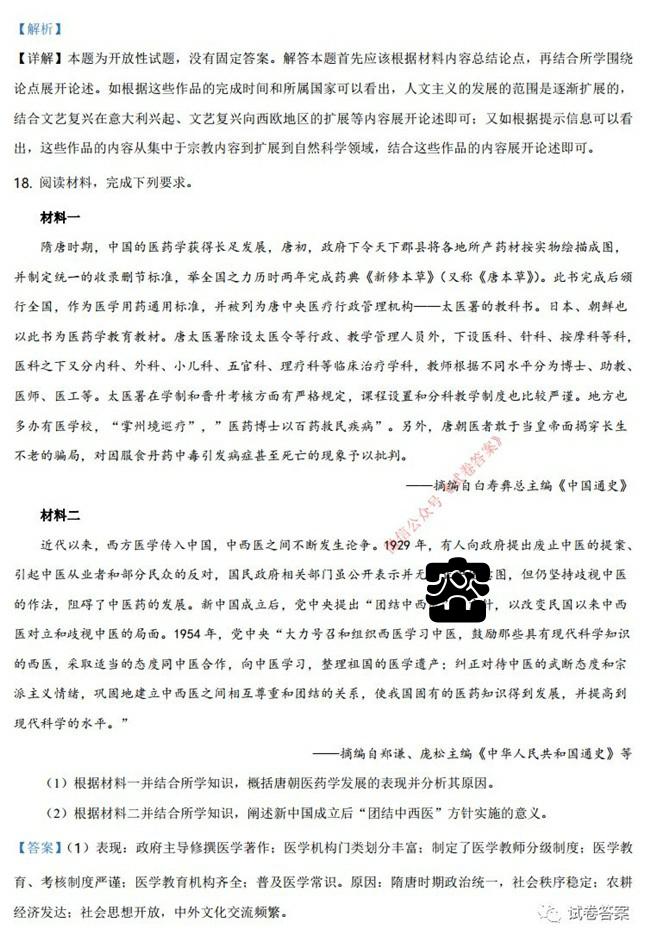 【解析】
【详解】本题为开放性试题，没有固定答案。解答本题首先应该根据材料内容总结论点，再结合所学围绕
论点展开论述。如根据这些作品的完成时间和所属国家可以看出，人文主义的发展的范围是逐渐扩展的，
结合文艺复兴在意大利兴起、文艺复兴向西欧地区的扩展等内容展开论述即可；又如根据提示信息可以看
出，这些作品的内容从集中于宗教内容到扩展到自然科学领域，结合这些作品的内容展开论述即可。
18. 阅读材料，完成下列要求。
材料一
隋唐时期，中国的医药学获得长足发展，唐初，政府下令天下郡县将各地所产药材按实物绘描成图，
并制定统一的收录删节标准，举全国之力历时两年完成药典《新修本草》（又称《唐本草》）。此书完成后颁
行全国，作为医学用药通用标准，并被列为唐中央医疗行政管理机构——太医署的教科书。日本、朝鲜也
以此书为医药学教育教材。唐太医署除设太医令等行政、教学管理人员外，下设医科、针科、按摩科等科，
医科之下又分内科、外科、小儿科、五官科、理疗科等临床治疗学科，教师根据不同水平分为博士、助教、
医师、医工等。太医署在学制和晋升考核方面有严格规定，课程设置和分科教学制度也比较严谨。地方也
多办有医学校，“掌州境巡疗”，”医药博士以百药救民疾病”。另外，唐朝医者敢于当皇帝面揭穿长生
不老的骗局，对因服食丹药中毒引发病症甚至死亡的现象予以批判。
——摘编自白寿彝总主编《中国通史》
微信公众号《试卷答案》
材料二
近代以来，西方医学传入中国，中西医之间不断发生论争。1929 年，有人向政府提出废止中医的提案、
引起中医从业者和部分民众的反对，国民政府相关部门虽公开表示并无图，但仍坚持歧视中医
的作法，阻碍了中医药的发展。新中国成立后，党中央提出“团结中西针，以改变民国以来中西
医对立和歧视中医的局面。1954 年，党中央“大力号召和组织西医学习中医，鼓励那些具有现代科学知识
的西医，采取适当的态度同中医合作，向中医学习，整理祖国的医学遗产；纠正对待中医的武断态度和宗
派主义情绪，巩固地建立中西医之间相互尊重和团结的关系，使我国固有的医药知识得到发展，并提高到
现代科学的水平。”
——摘编自郑谦、庞松主编《中华人民共和国通史》等
（1）根据材料一并结合所学知识，概括唐朝医药学发展的表现并分析其原因。
（2）根据材料二并结合所学知识，阐述新中国成立后“团结中西医”方针实施的意义。
【答案】（1）表现：政府主导修撰医学著作；医学机构门类划分丰富；制定了医学教师分级制度；医学教
育、考核制度严谨；医学教育机构齐全；普及医学常识。原因：隋唐时期政治统一，社会秩序稳定；农耕
经济发达；社会思想开放，中外文化交流频繁。
试卷答案